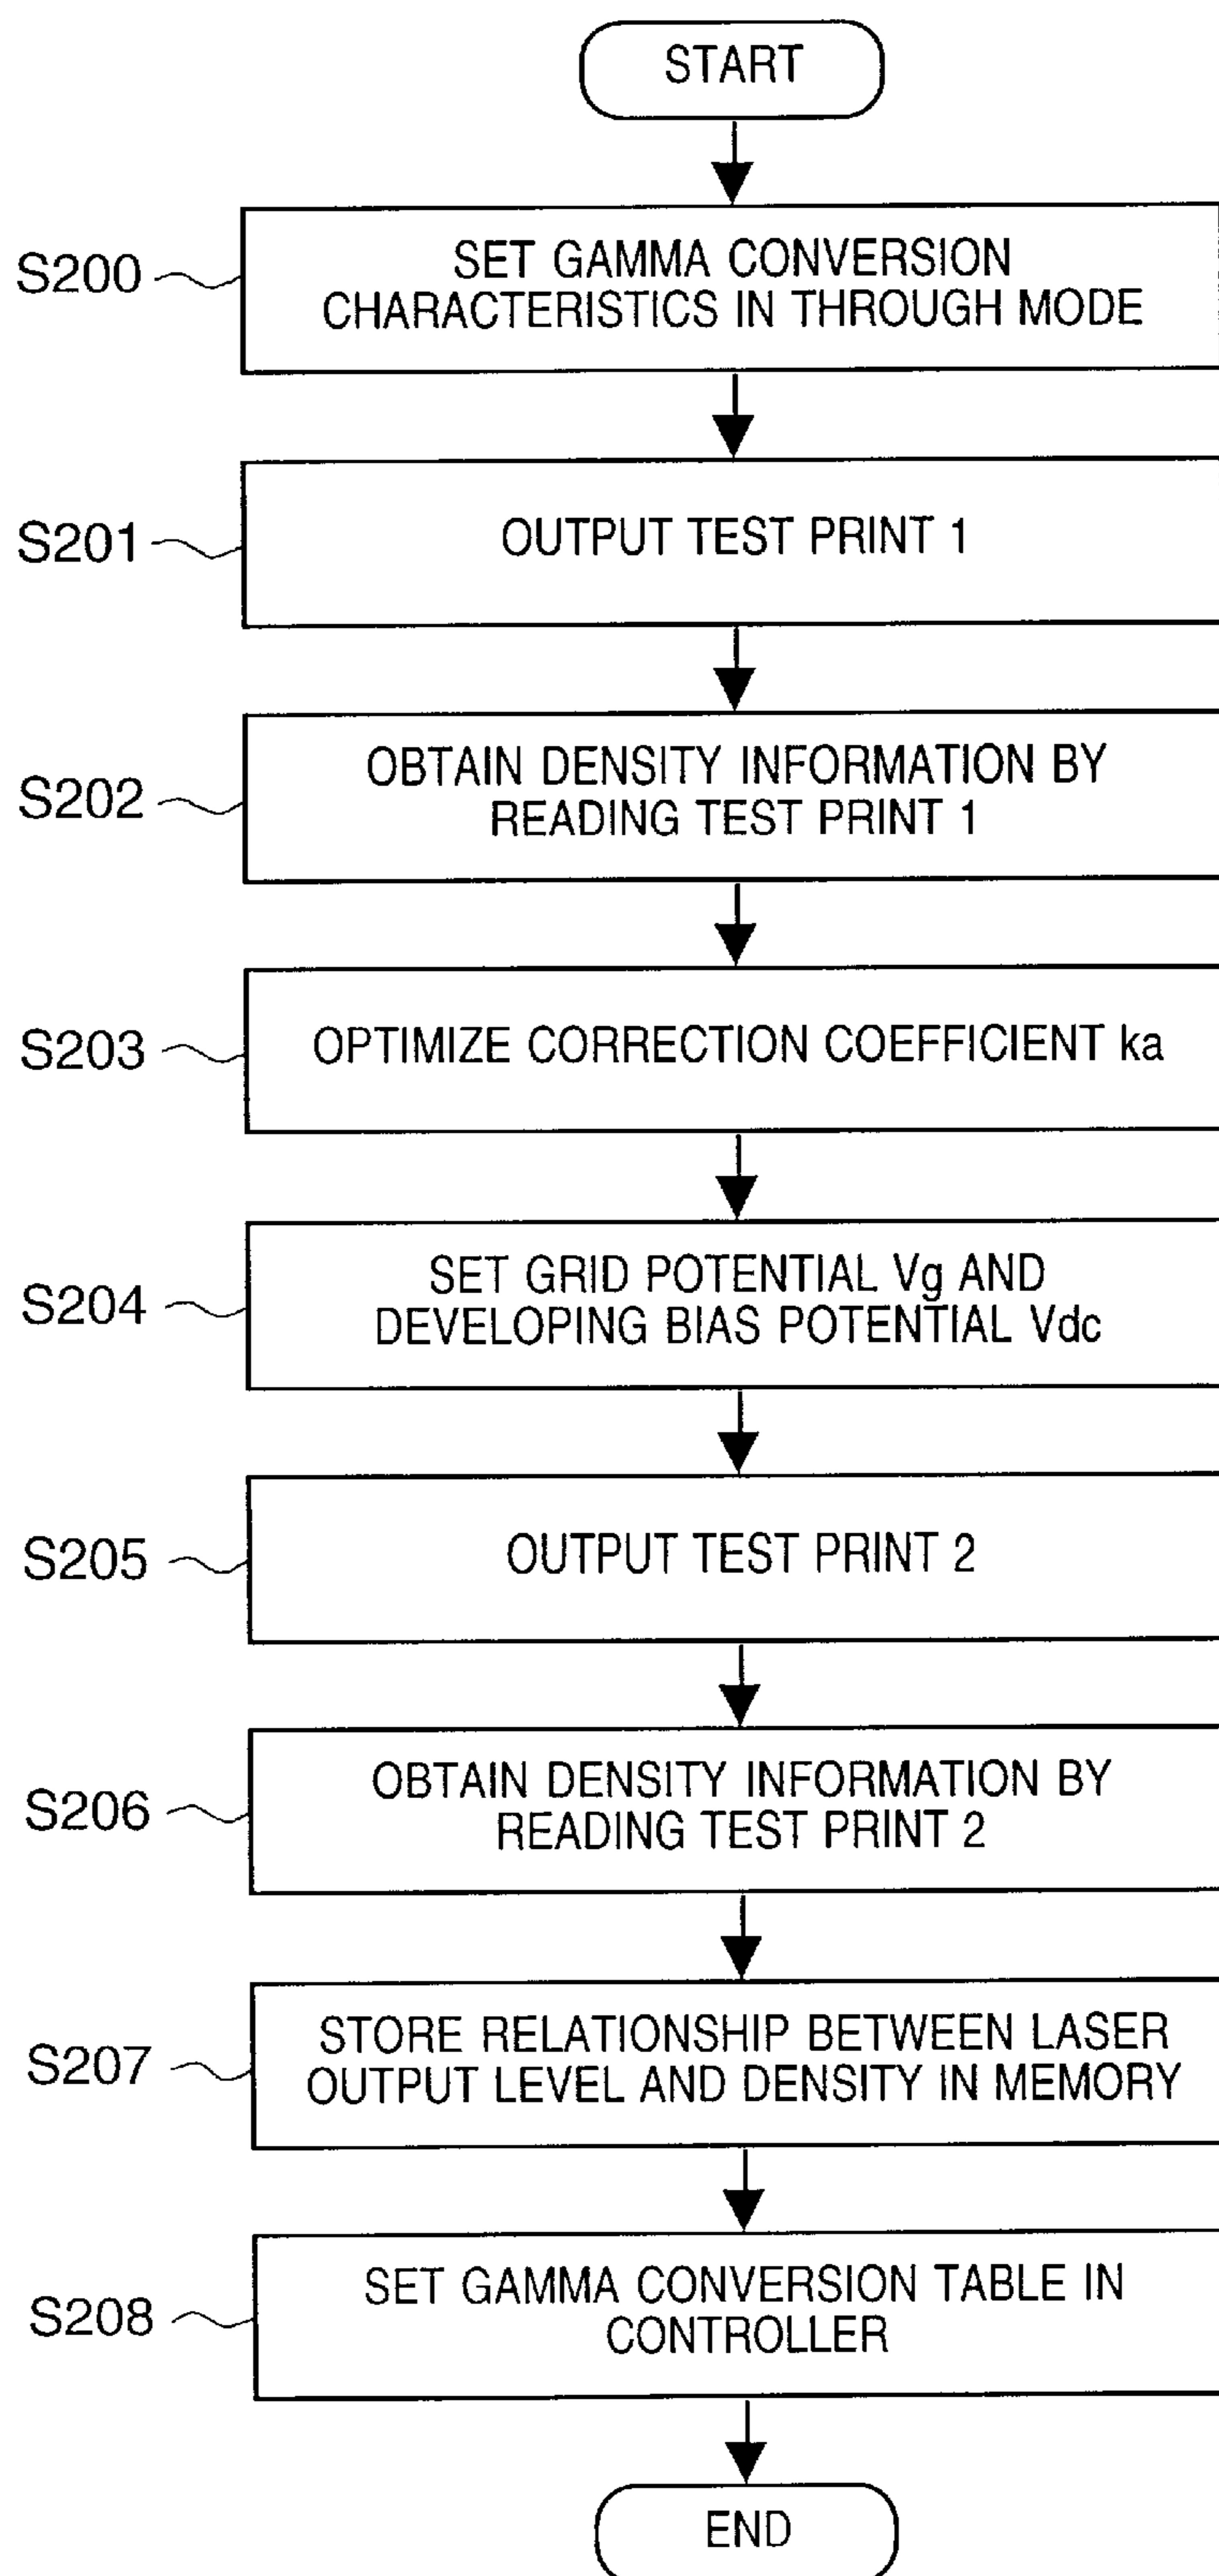 START
S200
SET GAMMA CONVERSION
CHARACTERISTICS IN THROUGH MODE
S201
OUTPUT TEST PRINT 1
S202
OBTAIN DENSITY INFORMATION BY
READING TEST PRINT 1
S203
OPTIMIZE CORRECTION COEFFICIENT ka
S204
SET GRID POTENTIAL Vg AND
DEVELOPING BIAS POTENTIAL Vdc
S205
OUTPUT TEST PRINT 2
S206
OBTAIN DENSITY INFORMATION BY
READING TEST PRINT 2
S207
STORE RELATIONSHIP BETWEEN LASER
OUTPUT LEVEL AND DENSITY IN MEMORY
S208
SET GAMMA CONVERSION TABLE IN
CONTROLLER
END